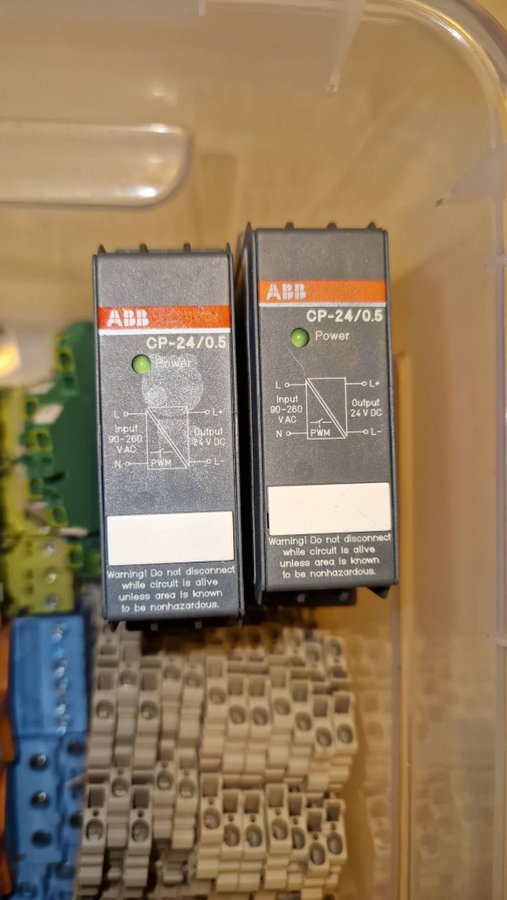 ABB
CP-24/0.5
Power
L
L+
Input
90-260
V AC
Output
24 V DC
N
PWM
L-
Warning! Do not disconnect
while circuit is alive
unless area is known
to be nonhazardous.
ABB
CP-24/0.5
Power
L
L+
Input
90-260
V AC
Output
24 V DC
N
PWM
L-
Warning! Do not disconnect
while circuit is alive
unless area is known
to be nonhazardous.